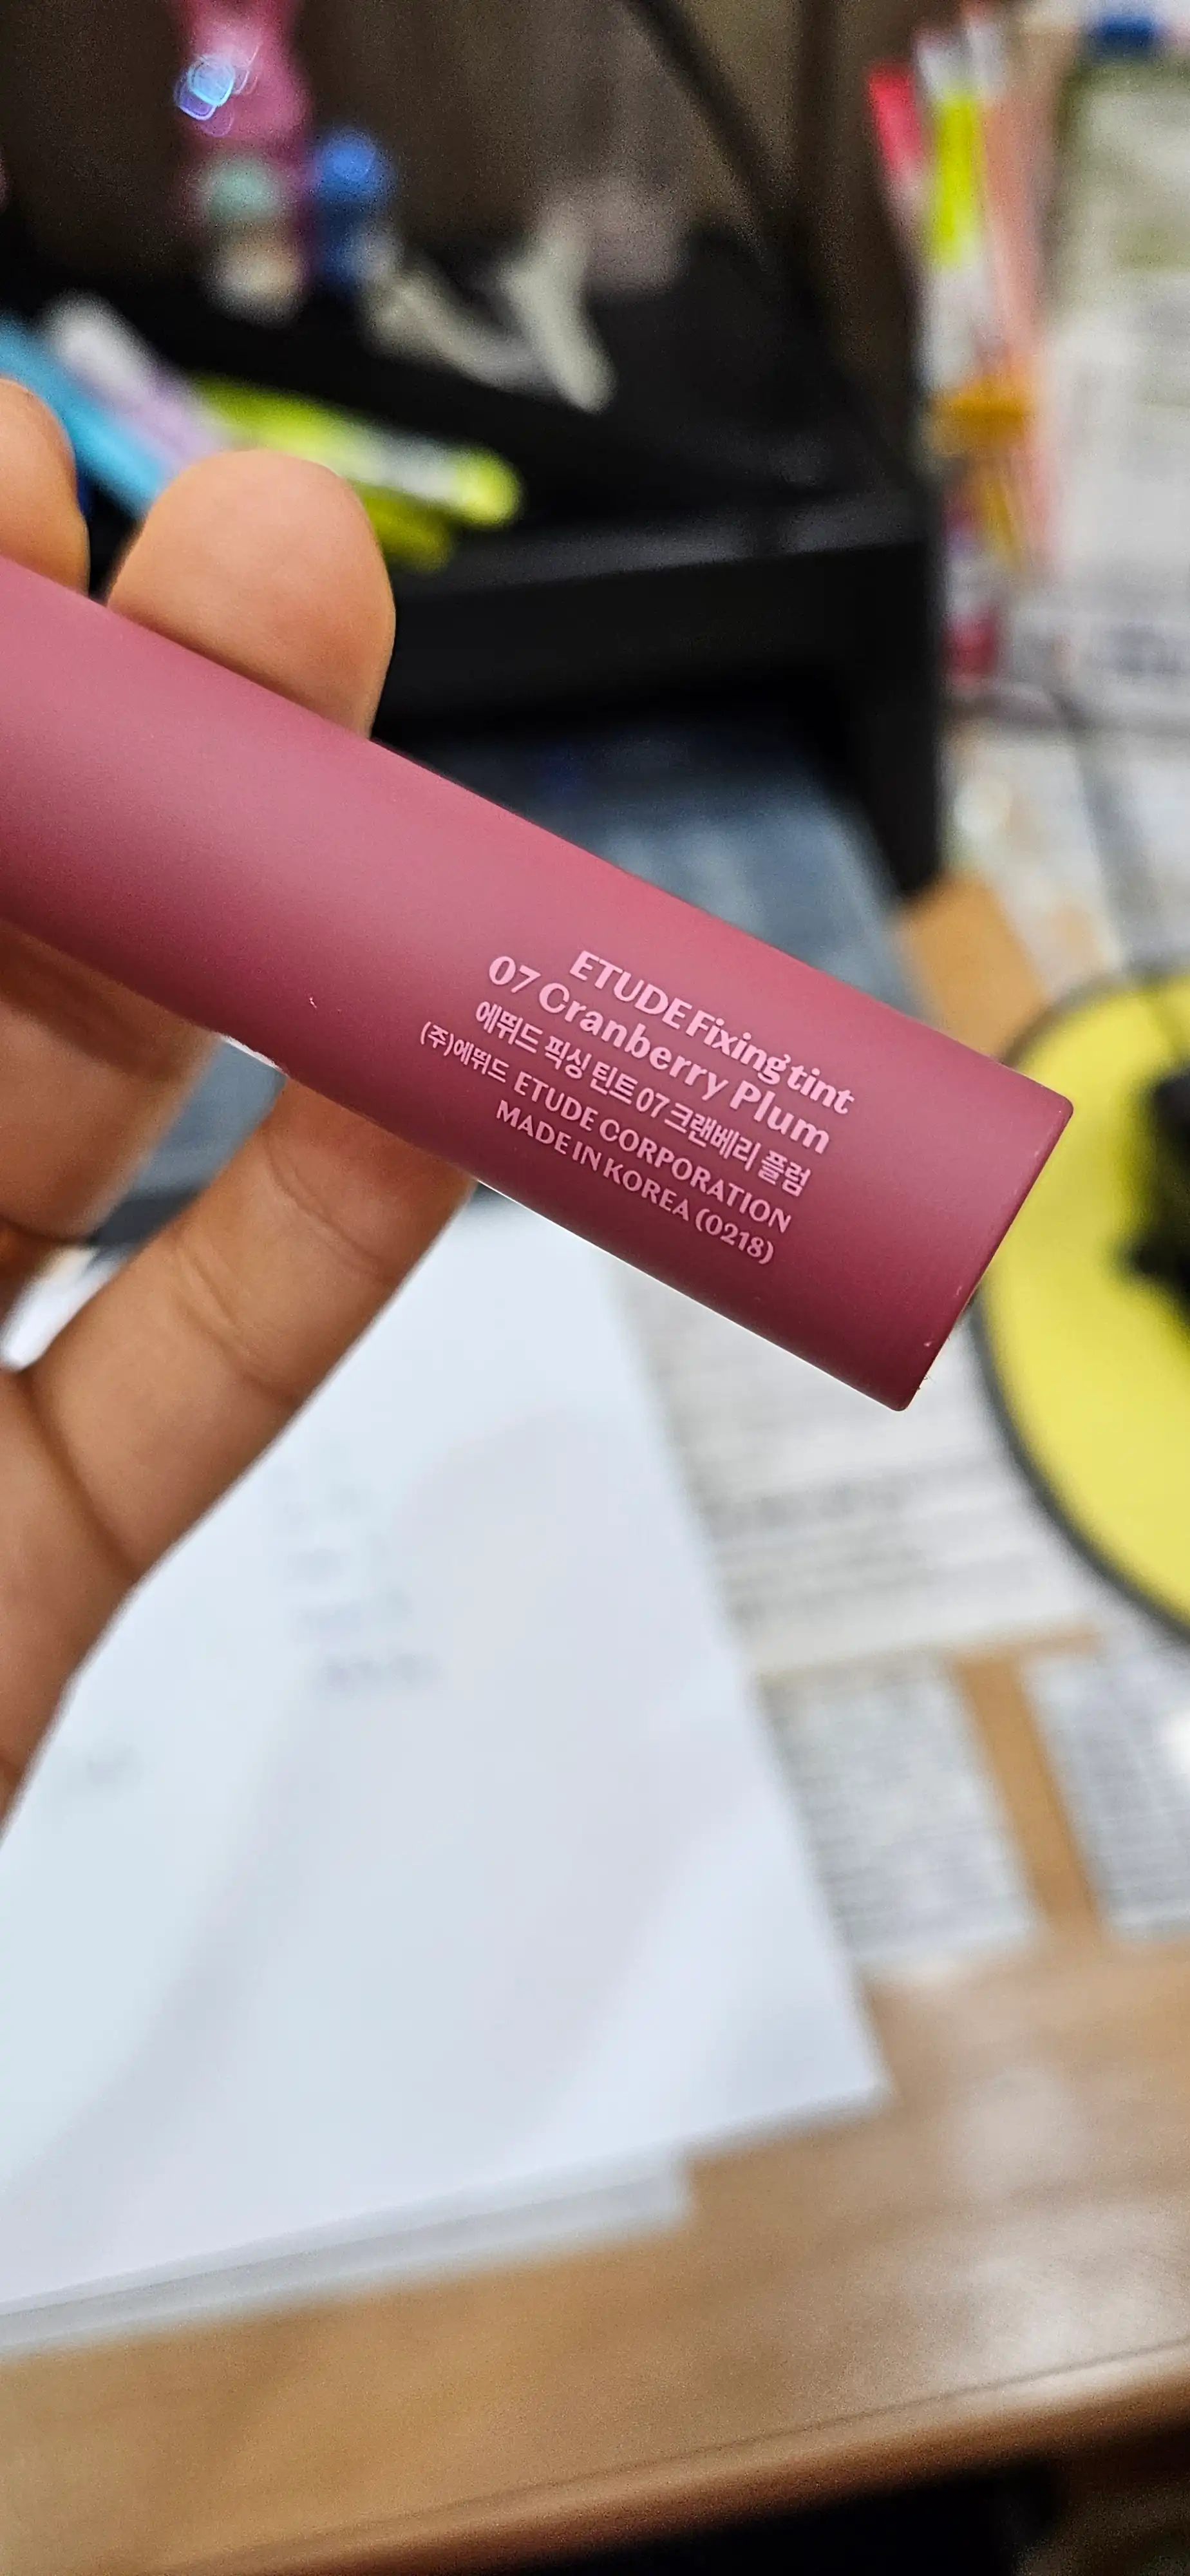 ETUDE Fixing tint
07 Cranberry Plum
에뛰드 픽싱 틴트 07 크랜베리 플럼
(주)에뛰드 ETUDE CORPORATION
MADE IN KOREA (0218)